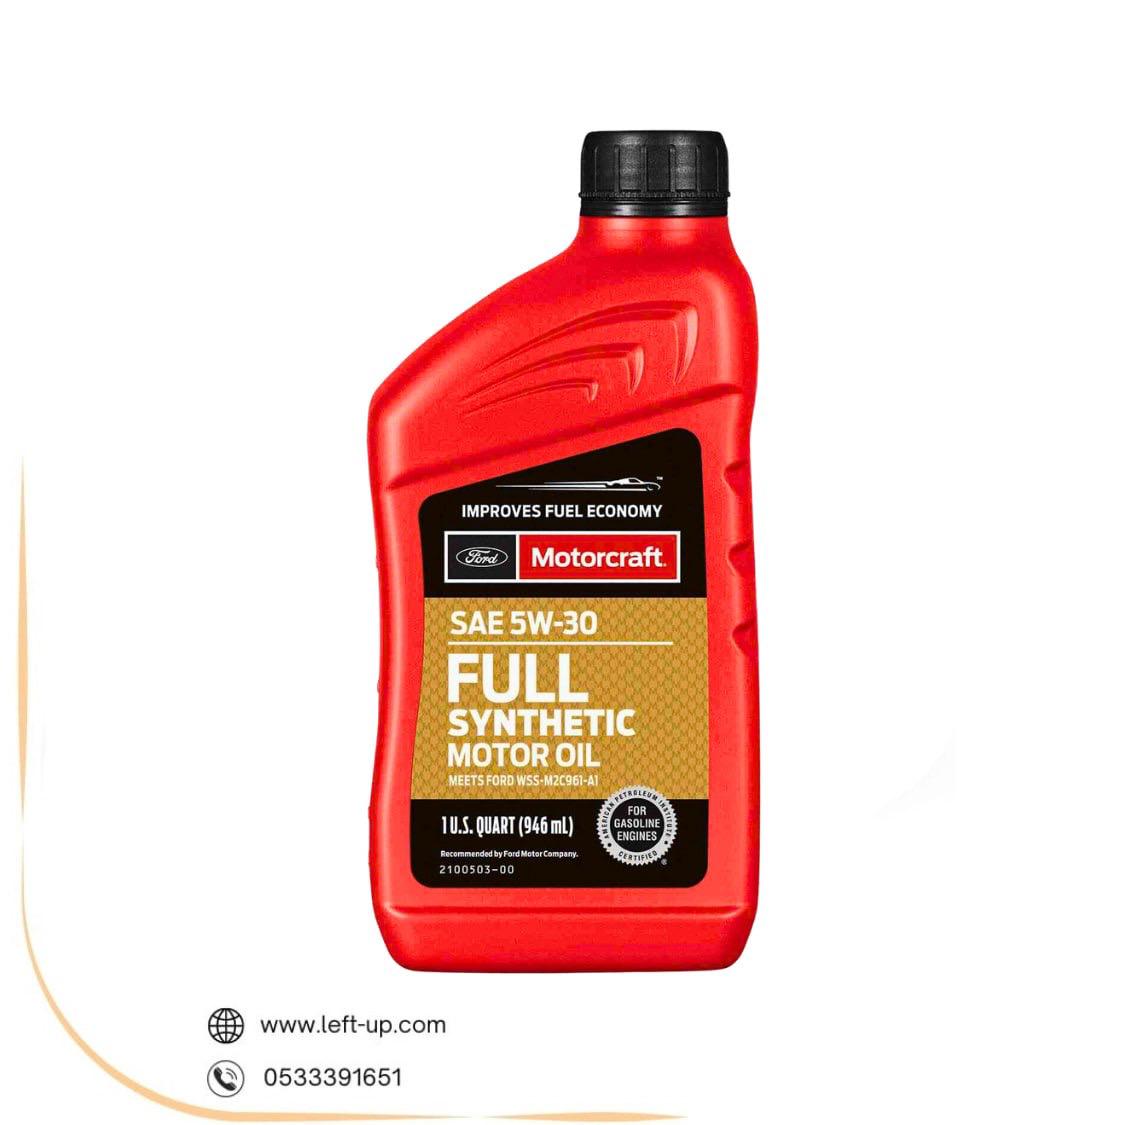 ™
IMPROVES FUEL ECONOMY
Ford Motorcraft®
SAE 5W-30
FULL
SYNTHETIC
MOTOR OIL
MEETS FORD WSS-M2C961-A1
1 U.S. QUART (946 mL)
Recommended by Ford Motor Company.
2100503-00
AMERICAN PETROLEUM INSTITUTE
FOR
GASOLINE
ENGINES
CERTIFIED
®
www.left-up.com
0533391651